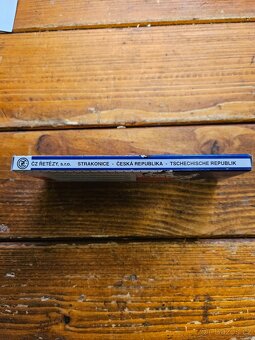 ČZ ŘETĚZY, s.r.o. STRAKONICE - ČESKÁ REPUBLIKA - TSCHECHISCHE REPUBLIK